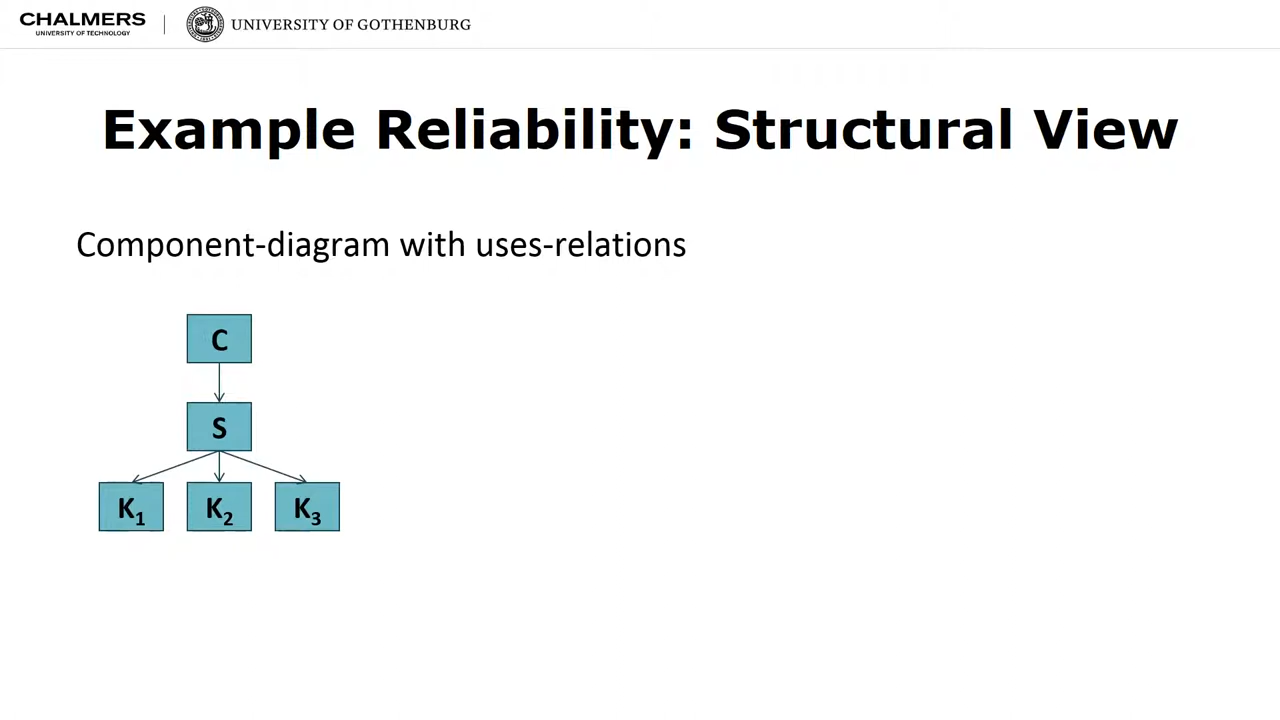 CHALMERS
UNIVERSITY OF TECHNOLOGY
UNIVERSITY OF GOTHENBURG
Example Reliability: Structural View
Component-diagram with uses-relations
C
S
K1 K2 K3